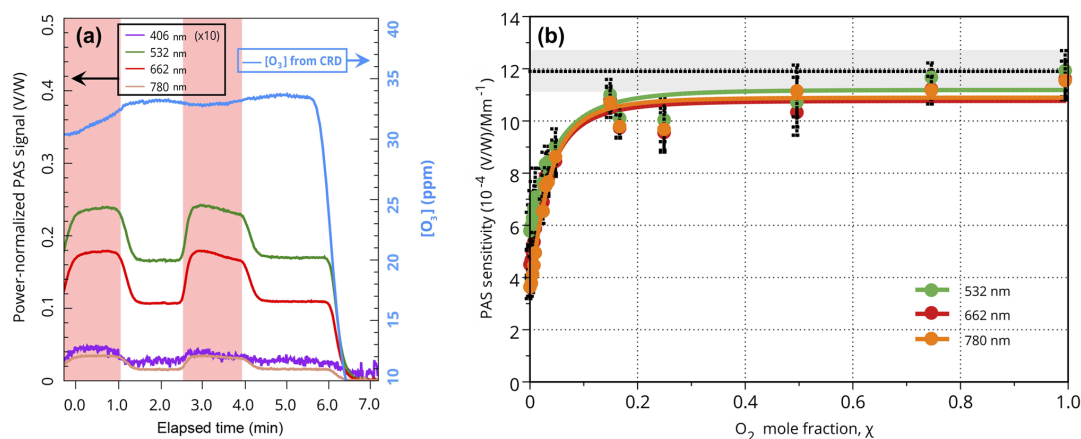 (a)
406 nm (x10)
532 nm
662 nm
780 nm
[O3] from CRD
Power-normalized PAS signal (V/W)
0.5
0.4
0.3
0.2
0.1
0
0.0 1.0 2.0 3.0 4.0 5.0 6.0 7.0
Elapsed time (min)
40
35
30
25
20
15
10
[O3] (ppm)
(b)
PAS sensitivity (10-4 (V/W)/Mm-1)
14
12
10
8
6
4
2
0
532 nm
662 nm
780 nm
0 0.2 0.4 0.6 0.8 1.0
O2 mole fraction, χ